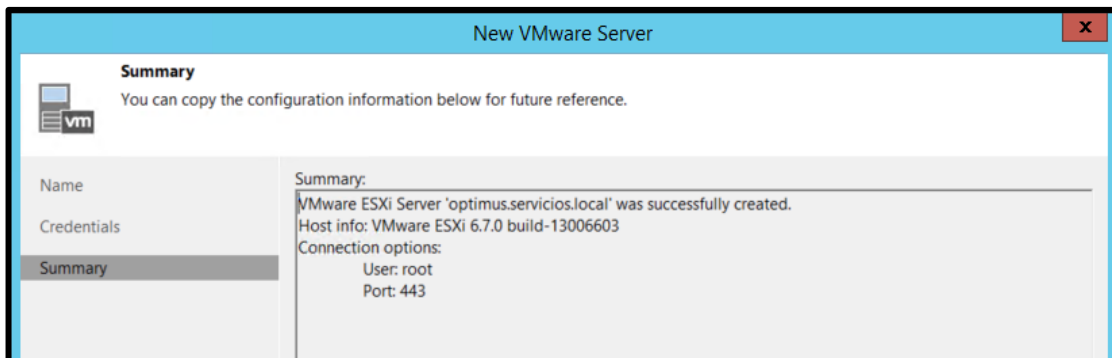 New VMware Server
x
Summary
You can copy the configuration information below for future reference.
vm
Name
Credentials
Summary
Summary:
VMware ESXi Server 'optimus.servicios.local' was successfully created.
Host info: VMware ESXi 6.7.0 build-13006603
Connection options:
User: root
Port: 443